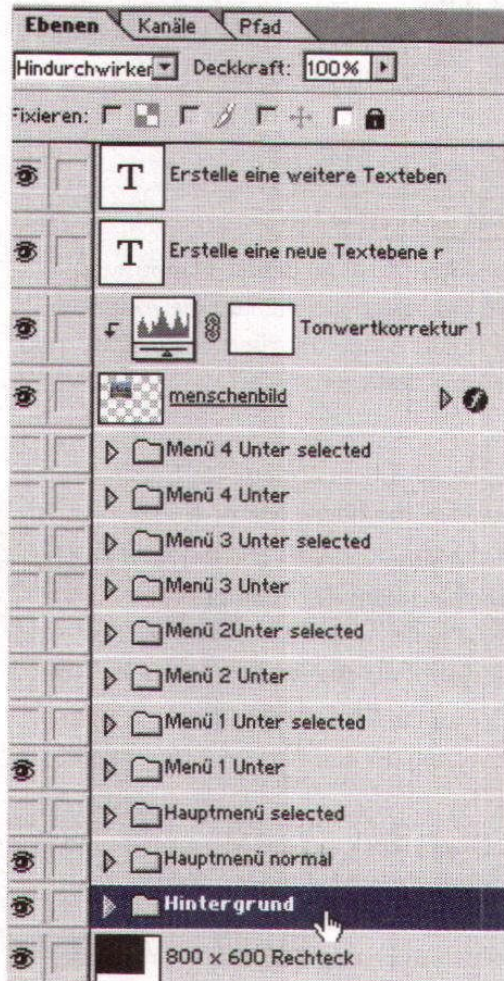 Ebenen Kanäle Pfad
Hindurchwirken Deckkraft: 100%
Fixieren:
T Erstelle eine weitere Texteben
T Erstelle eine neue Textebene r
Tonwertkorrektur 1
menschenbild
Menü 4 Unter selected
Menü 4 Unter
Menü 3 Unter selected
Menü 3 Unter
Menü 2Unter selected
Menü 2 Unter
Menü 1 Unter selected
Menü 1 Unter
Hauptmenü selected
Hauptmenü normal
Hintergrund
800 x 600 Rechteck